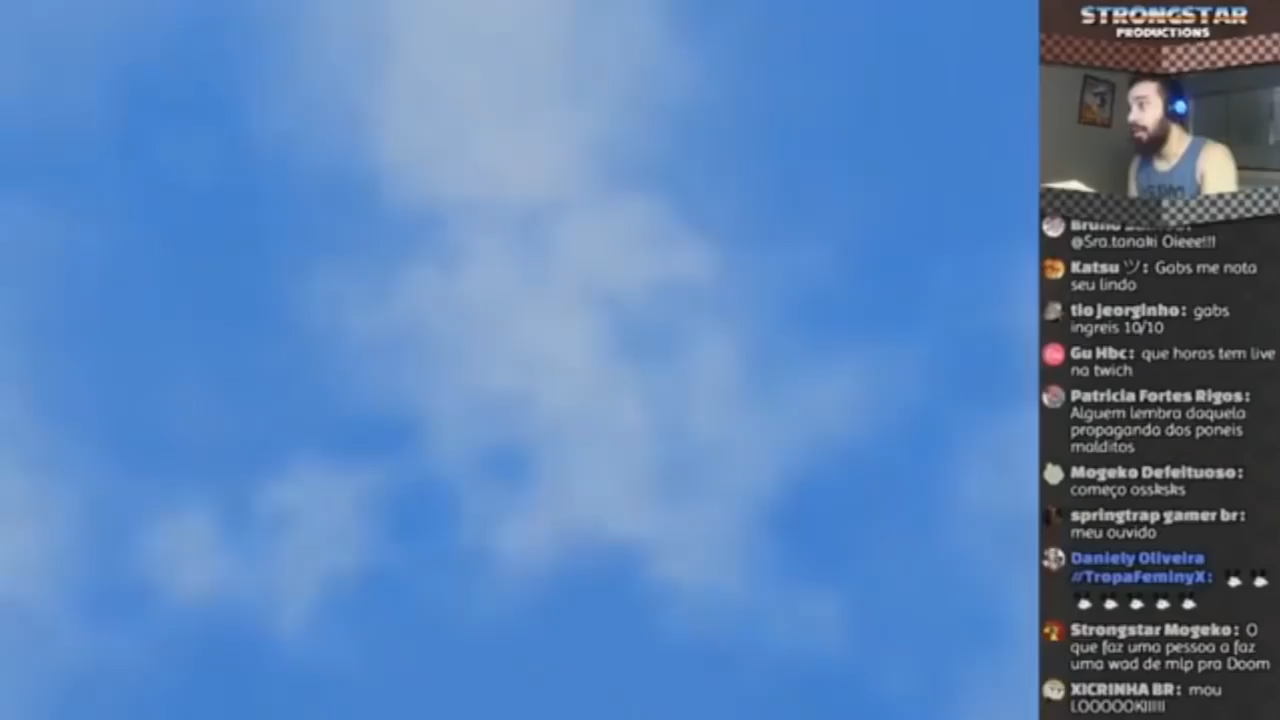 STRONGSTAR
PRODUCTIONS
Bruno
@Sra.tanaki Oieee!!!
Katsu ツ: Gabs me nota
seu lindo
tio jeorginho: gabs
ingreis 10/10
Gu Hbc: que horas tem live
na twich
Patricia Fortes Rigos:
Alguem lembra daquela
propaganda dos poneis
malditos
Mogeko Defeituoso:
começo ossksks
springtrap gamer br:
meu ouvido
Daniely Oliveira
#TropaFeminyX:
Strongstar Mogeko: O
que faz uma pessoa a faz
uma wad de mlp pra Doom
XICRINHA BR: mou